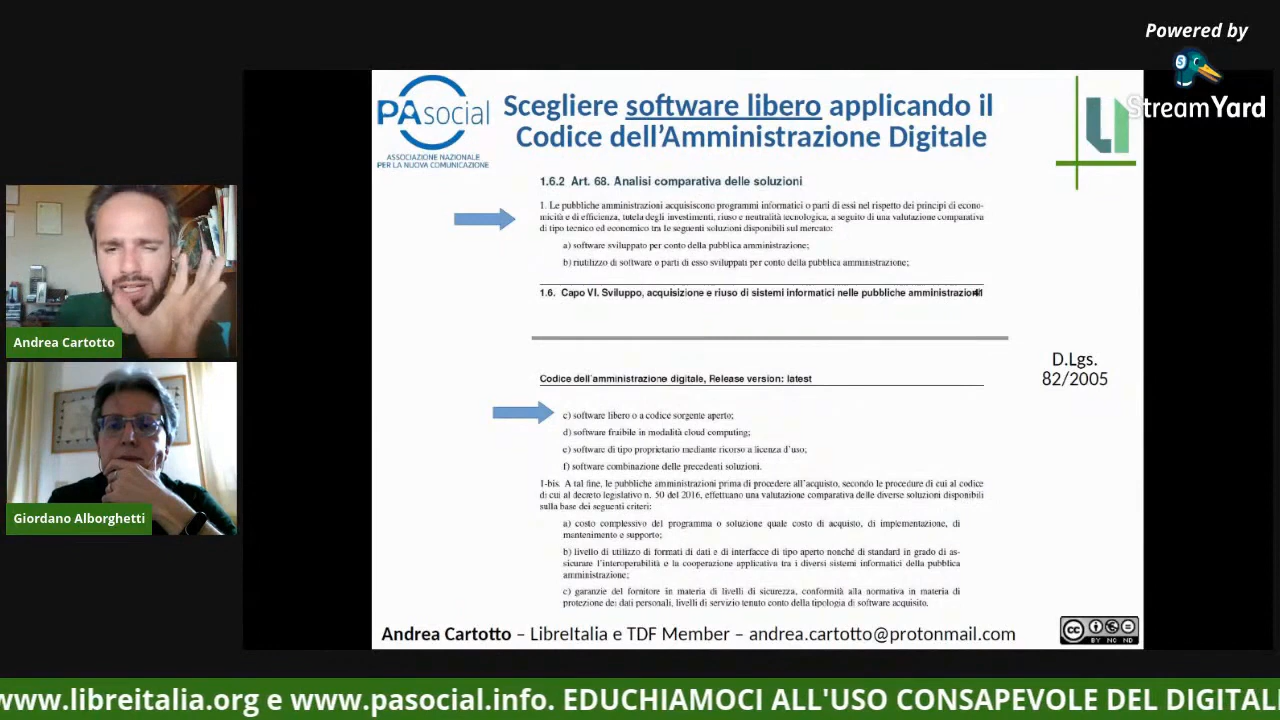 Powered by
StreamYard
PAsocial
ASSOCIAZIONE NAZIONALE
PER LA NUOVA COMUNICAZIONE
Scegliere software libero applicando il
Codice dell'Amministrazione Digitale
LI
1.6.2 Art. 68. Analisi comparativa delle soluzioni
1. Le pubbliche amministrazioni acquisiscono programmi informatici o parti di essi nel rispetto dei principi di econo-
micità e di efficienza, tutela degli investimenti, riuso e neutralità tecnologica, a seguito di una valutazione comparativa
di tipo tecnico ed economico tra le seguenti soluzioni disponibili sul mercato:
a) software sviluppato per conto della pubblica amministrazione;
b) riutilizzo di software o parti di esso sviluppati per conto della pubblica amministrazione;
1.6. Capo VI. Sviluppo, acquisizione e riuso di sistemi informatici nelle pubbliche amministrazioni 41
D.Lgs.
82/2005
Codice dell'amministrazione digitale, Release version: latest
c) software libero o a codice sorgente aperto;
d) software fruibile in modalità cloud computing;
e) software di tipo proprietario mediante ricorso a licenza d'uso;
f) software combinazione delle precedenti soluzioni.
1-bis. A tal fine, le pubbliche amministrazioni prima di procedere all'acquisto, secondo le procedure di cui al codice
di cui al decreto legislativo n. 50 del 2016, effettuano una valutazione comparativa delle diverse soluzioni disponibili
sulla base dei seguenti criteri:
a) costo complessivo del programma o soluzione quale costo di acquisto, di implementazione, di
mantenimento e supporto;
b) livello di utilizzo di formati di dati e di interfacce di tipo aperto nonché di standard in grado di as-
sicurare l'interoperabilità e la cooperazione applicativa tra i diversi sistemi informatici della pubblica
amministrazione;
c) garanzie del fornitore in materia di livelli di sicurezza, conformità alla normativa in materia di
protezione dei dati personali, livelli di servizio tenuto conto della tipologia di software acquisito.
Andrea Cartotto – LibreItalia e TDF Member – andrea.cartotto@protonmail.com
cc BY NC ND
Andrea Cartotto
Giordano Alborghetti
www.libreitalia.org e www.pasocial.info. EDUCHIAMOCI ALL'USO CONSAPEVOLE DEL DIGITAL